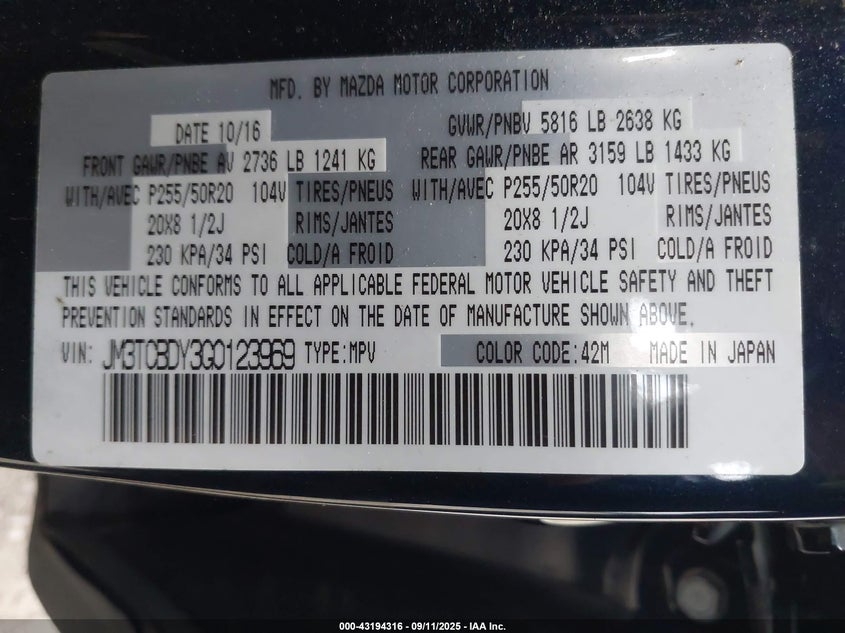 MFD. BY MAZDA MOTOR CORPORATION
DATE 10/16 GVWR/PNBV 5816 LB 2638 KG
FRONT GAWR/PNBE AV 2736 LB 1241 KG REAR GAWR/PNBE AR 3159 LB 1433 KG
WITH/AVEC P255/50R20 104V TIRES/PNEUS WITH/AVEC P255/50R20 104V TIRES/PNEUS
20X8 1/2J RIMS/JANTES 20X8 1/2J RIMS/JANTES
230 KPA/34 PSI COLD/A FROID 230 KPA/34 PSI COLD/A FROID
THIS VEHICLE CONFORMS TO ALL APPLICABLE FEDERAL MOTOR VEHICLE SAFETY AND THEFT
PREVENTION STANDARDS IN EFFECT ON THE DATE OF MANUFACTURE SHOWN ABOVE.
VIN: JM3TCBDY3G0123969 TYPE:MPV COLOR CODE:42M MADE IN JAPAN
000-43194316 - 09/11/2025 - IAA Inc.